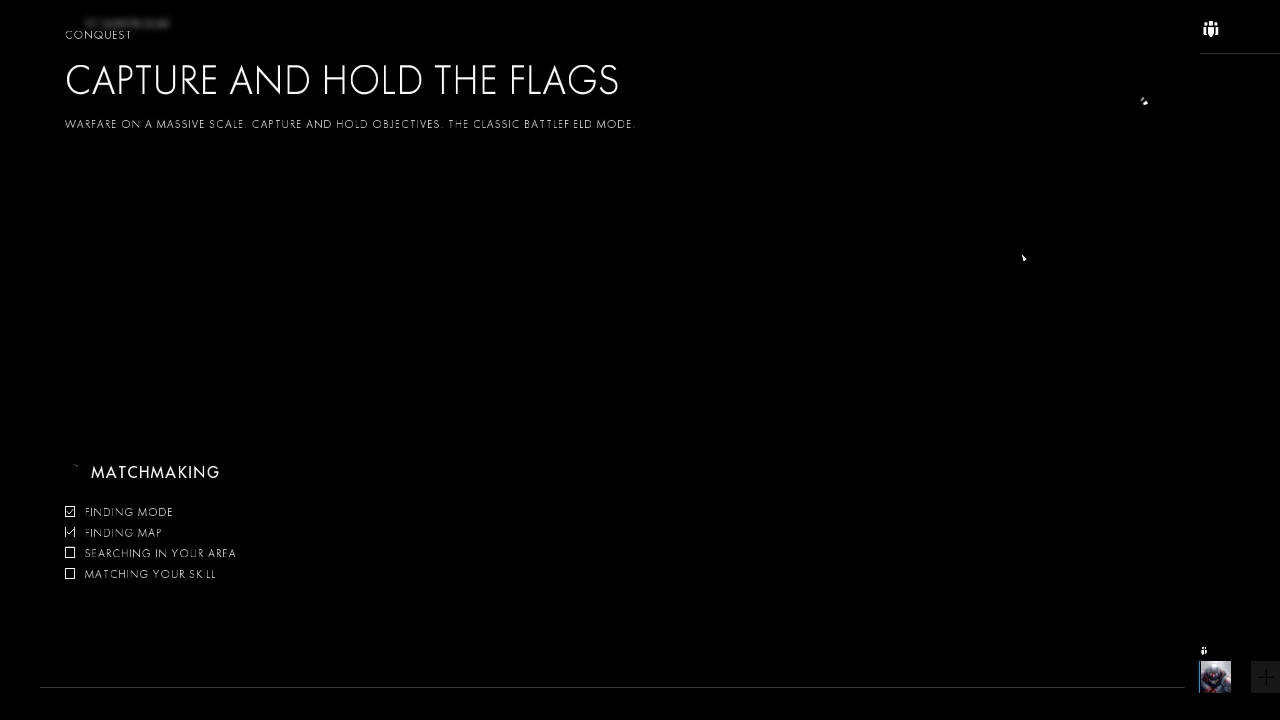 CONQUEST
CAPTURE AND HOLD THE FLAGS
WARFARE ON A MASSIVE SCALE. CAPTURE AND HOLD OBJECTIVES. THE CLASSIC BATTLEFIELD MODE.
MATCHMAKING
FINDING MODE
FINDING MAP
SEARCHING IN YOUR AREA
MATCHING YOUR SKILL